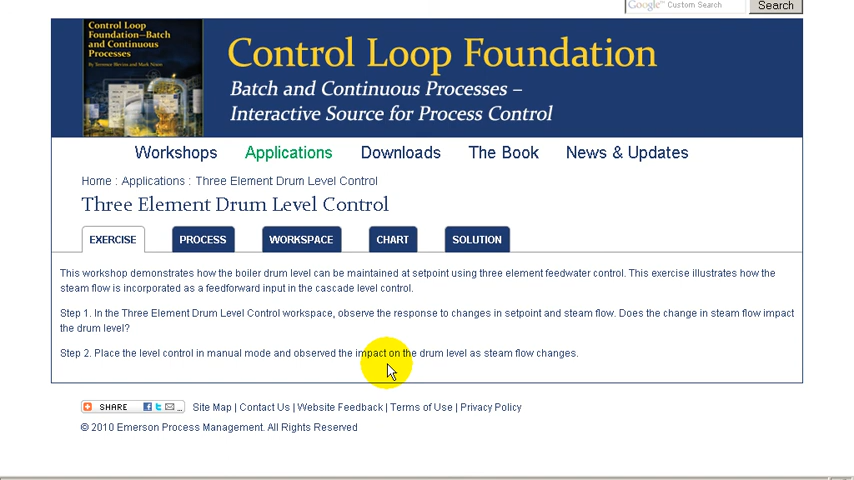 Google™ Custom Search
Search
Control Loop
Foundation—Batch
and Continuous
Processes
By Terrence Blevins and Mark Nixon
Control Loop Foundation
Batch and Continuous Processes –
Interactive Source for Process Control
Workshops Applications Downloads The Book News & Updates
Home : Applications : Three Element Drum Level Control
Three Element Drum Level Control
EXERCISE PROCESS WORKSPACE CHART SOLUTION
This workshop demonstrates how the boiler drum level can be maintained at setpoint using three element feedwater control. This exercise illustrates how the
steam flow is incorporated as a feedforward input in the cascade level control.
Step 1. In the Three Element Drum Level Control workspace, observe the response to changes in setpoint and steam flow. Does the change in steam flow impact
the drum level?
Step 2. Place the level control in manual mode and observed the impact on the drum level as steam flow changes.
SHARE ... Site Map | Contact Us | Website Feedback | Terms of Use | Privacy Policy
© 2010 Emerson Process Management. All Rights Reserved